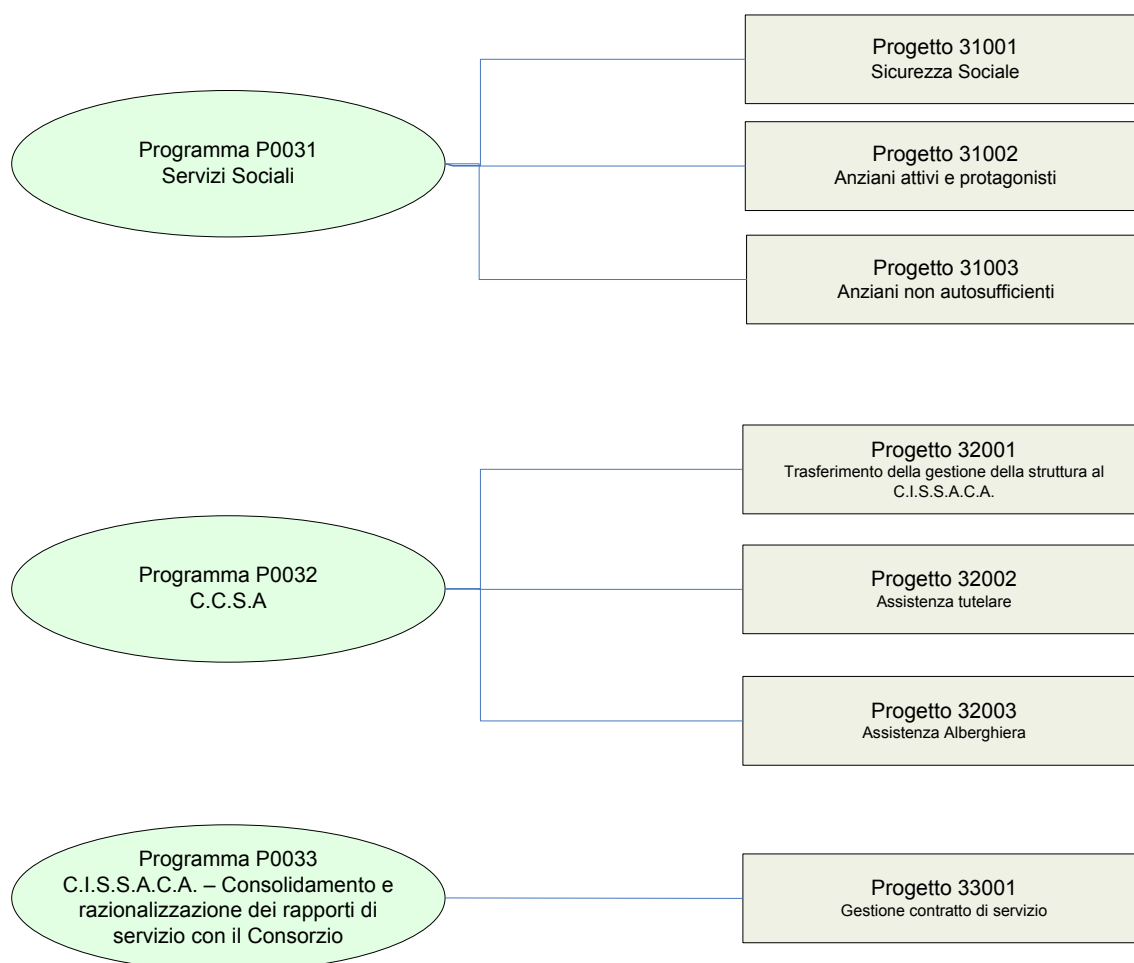 Programma P0031
Servizi Sociali
Progetto 31001
Sicurezza Sociale
Progetto 31002
Anziani attivi e protagonisti
Progetto 31003
Anziani non autosufficienti
Programma P0032
C.C.S.A
Progetto 32001
Trasferimento della gestione della struttura al
C.I.S.S.A.C.A.
Progetto 32002
Assistenza tutelare
Progetto 32003
Assistenza Alberghiera
Programma P0033
C.I.S.S.A.C.A. – Consolidamento e
razionalizzazione dei rapporti di
servizio con il Consorzio
Progetto 33001
Gestione contratto di servizio